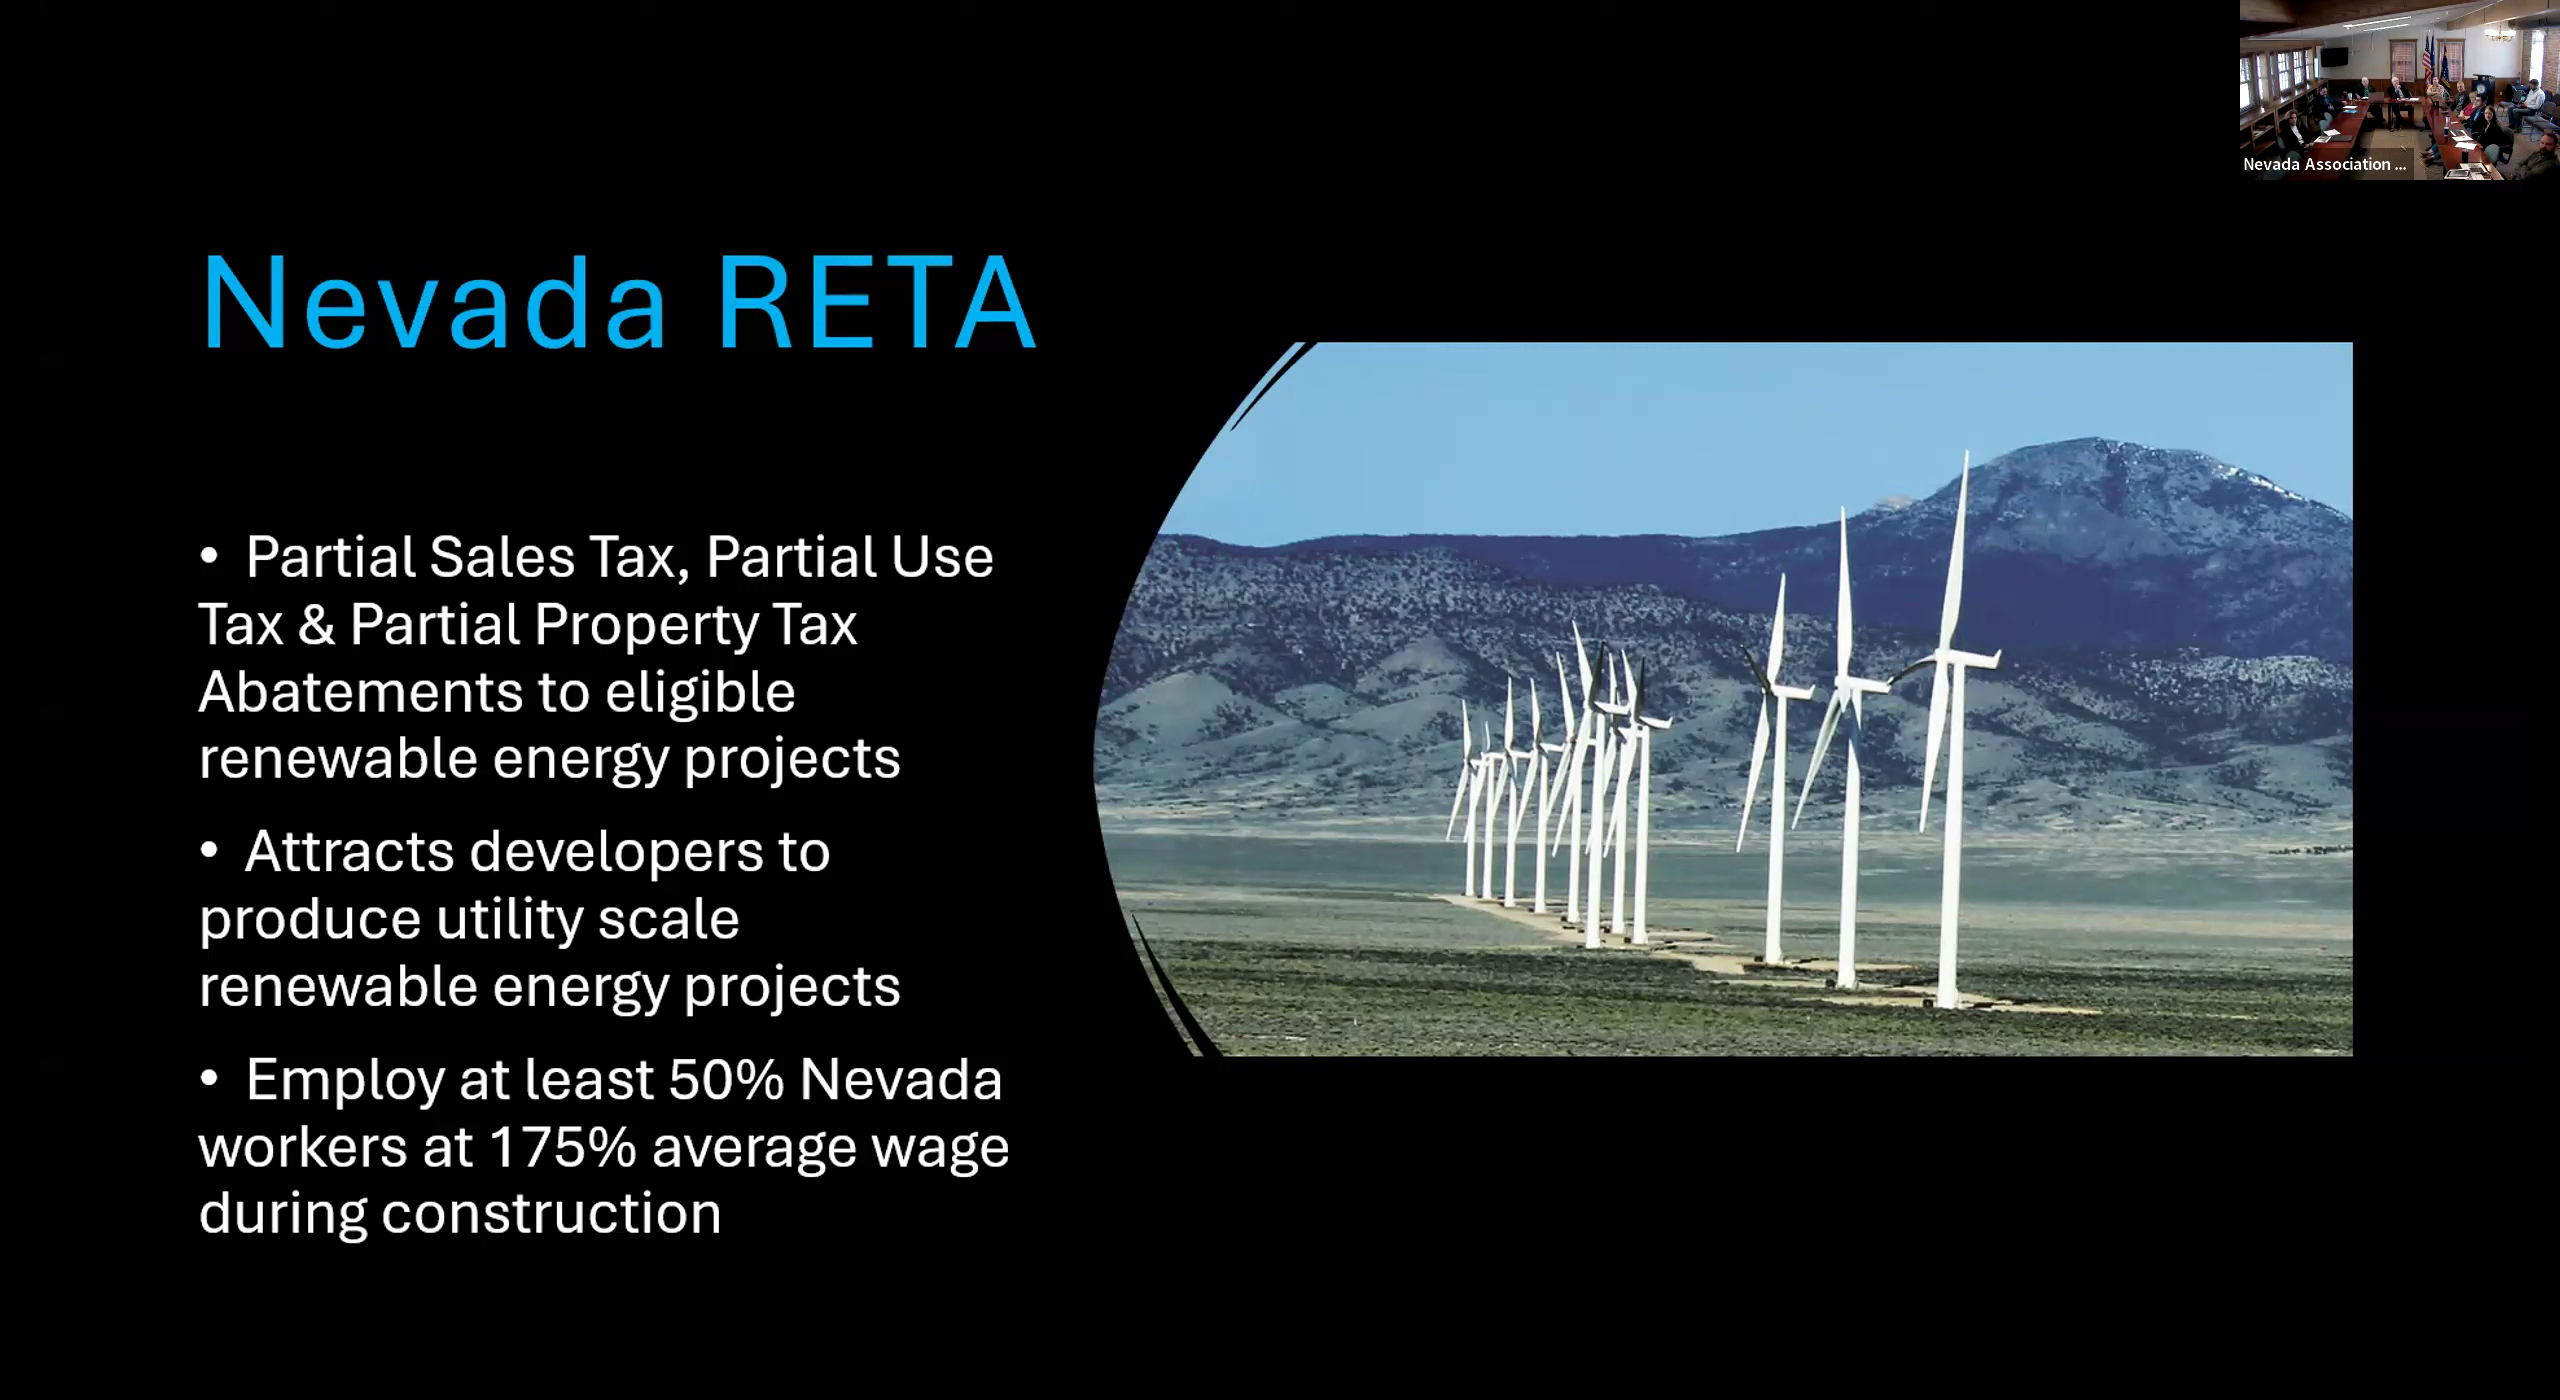 Nevada Association ...
Nevada RETA
• Partial Sales Tax, Partial Use
Tax & Partial Property Tax
Abatements to eligible
renewable energy projects
• Attracts developers to
produce utility scale
renewable energy projects
• Employ at least 50% Nevada
workers at 175% average wage
during construction